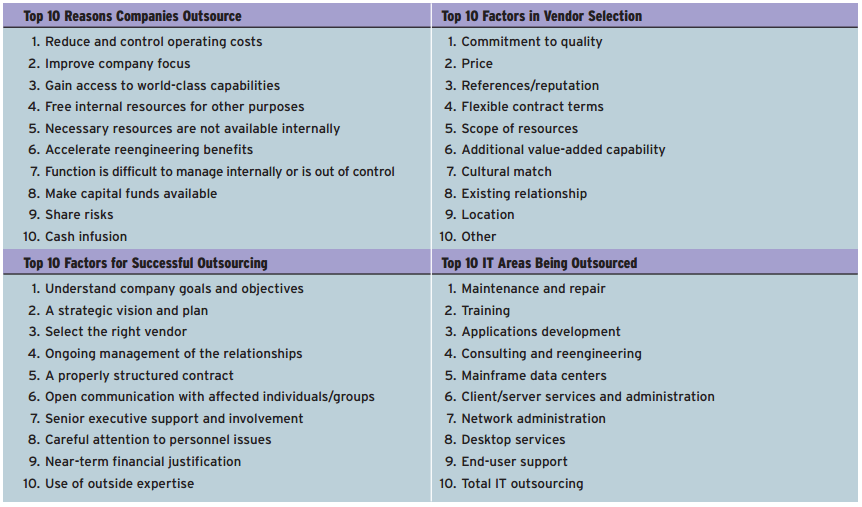 Top 10 Reasons Companies Outsource
1. Reduce and control operating costs
2. Improve company focus
3. Gain access to world-class capabilities
4. Free internal resources for other purposes
5. Necessary resources are not available internally
6. Accelerate reengineering benefits
7. Function is difficult to manage internally or is out of control
8. Make capital funds available
9. Share risks
10. Cash infusion
Top 10 Factors in Vendor Selection
1. Commitment to quality
2. Price
3. References/reputation
4. Flexible contract terms
5. Scope of resources
6. Additional value-added capability
7. Cultural match
8. Existing relationship
9. Location
10. Other
Top 10 Factors for Successful Outsourcing
1. Understand company goals and objectives
2. A strategic vision and plan
3. Select the right vendor
4. Ongoing management of the relationships
5. A properly structured contract
6. Open communication with affected individuals/groups
7. Senior executive support and involvement
8. Careful attention to personnel issues
9. Near-term financial justification
10. Use of outside expertise
Top 10 IT Areas Being Outsourced
1. Maintenance and repair
2. Training
3. Applications development
4. Consulting and reengineering
5. Mainframe data centers
6. Client/server services and administration
7. Network administration
8. Desktop services
9. End-user support
10. Total IT outsourcing